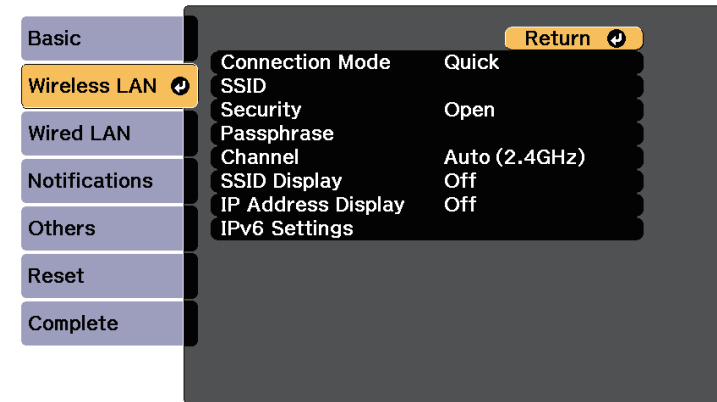 Basic
Wireless LAN
Wired LAN
Notifications
Others
Reset
Complete
Return
Connection Mode Quick
SSID
Security Open
Passphrase
Channel Auto (2.4GHz)
SSID Display Off
IP Address Display Off
IPv6 Settings